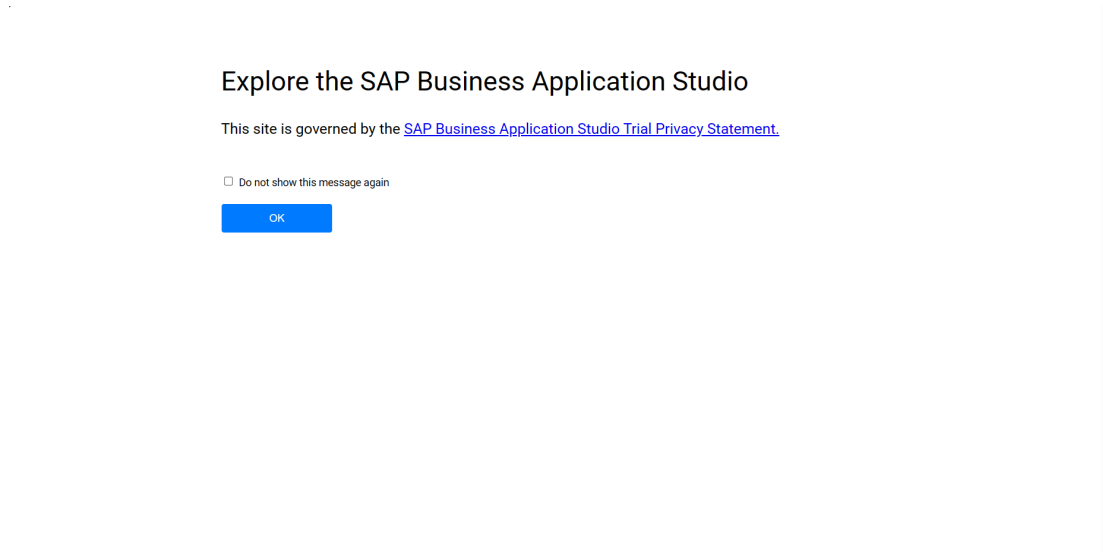 Explore the SAP Business Application Studio
This site is governed by the SAP Business Application Studio Trial Privacy Statement.
Do not show this message again
OK